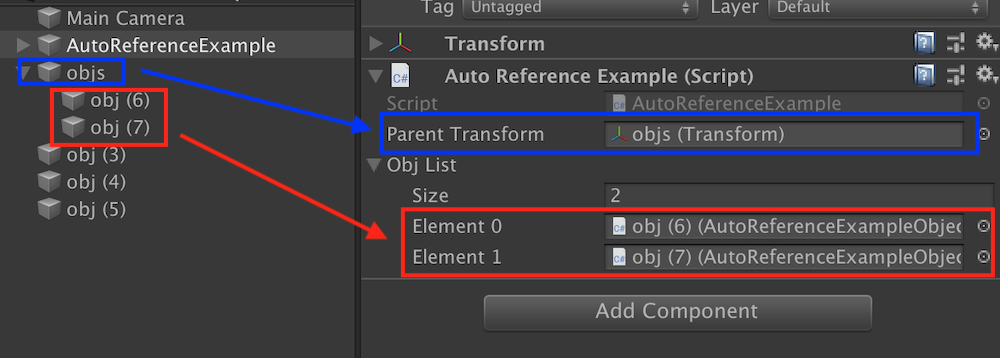 Main Camera
AutoReferenceExample
objs
obj (6)
obj (7)
obj (3)
obj (4)
obj (5)
Tag Untagged Layer Default
Transform
C# Auto Reference Example (Script)
Script C# AutoReferenceExample
Parent Transform objs (Transform)
Obj List
Size 2
Element 0 C# obj (6) (AutoReferenceExampleObjec
Element 1 C# obj (7) (AutoReferenceExampleObjec
Add Component